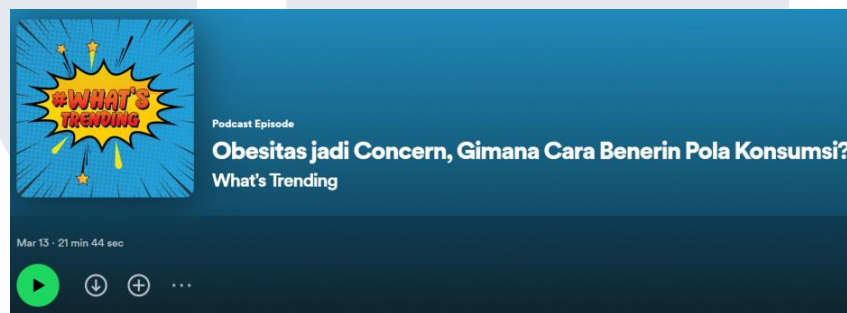 #WHAT'S
TRENDING
Podcast Episode
Obesitas jadi Concern, Gimana Cara Benerin Pola Konsumsi?
What's Trending
Mar 13 · 21 min 44 sec